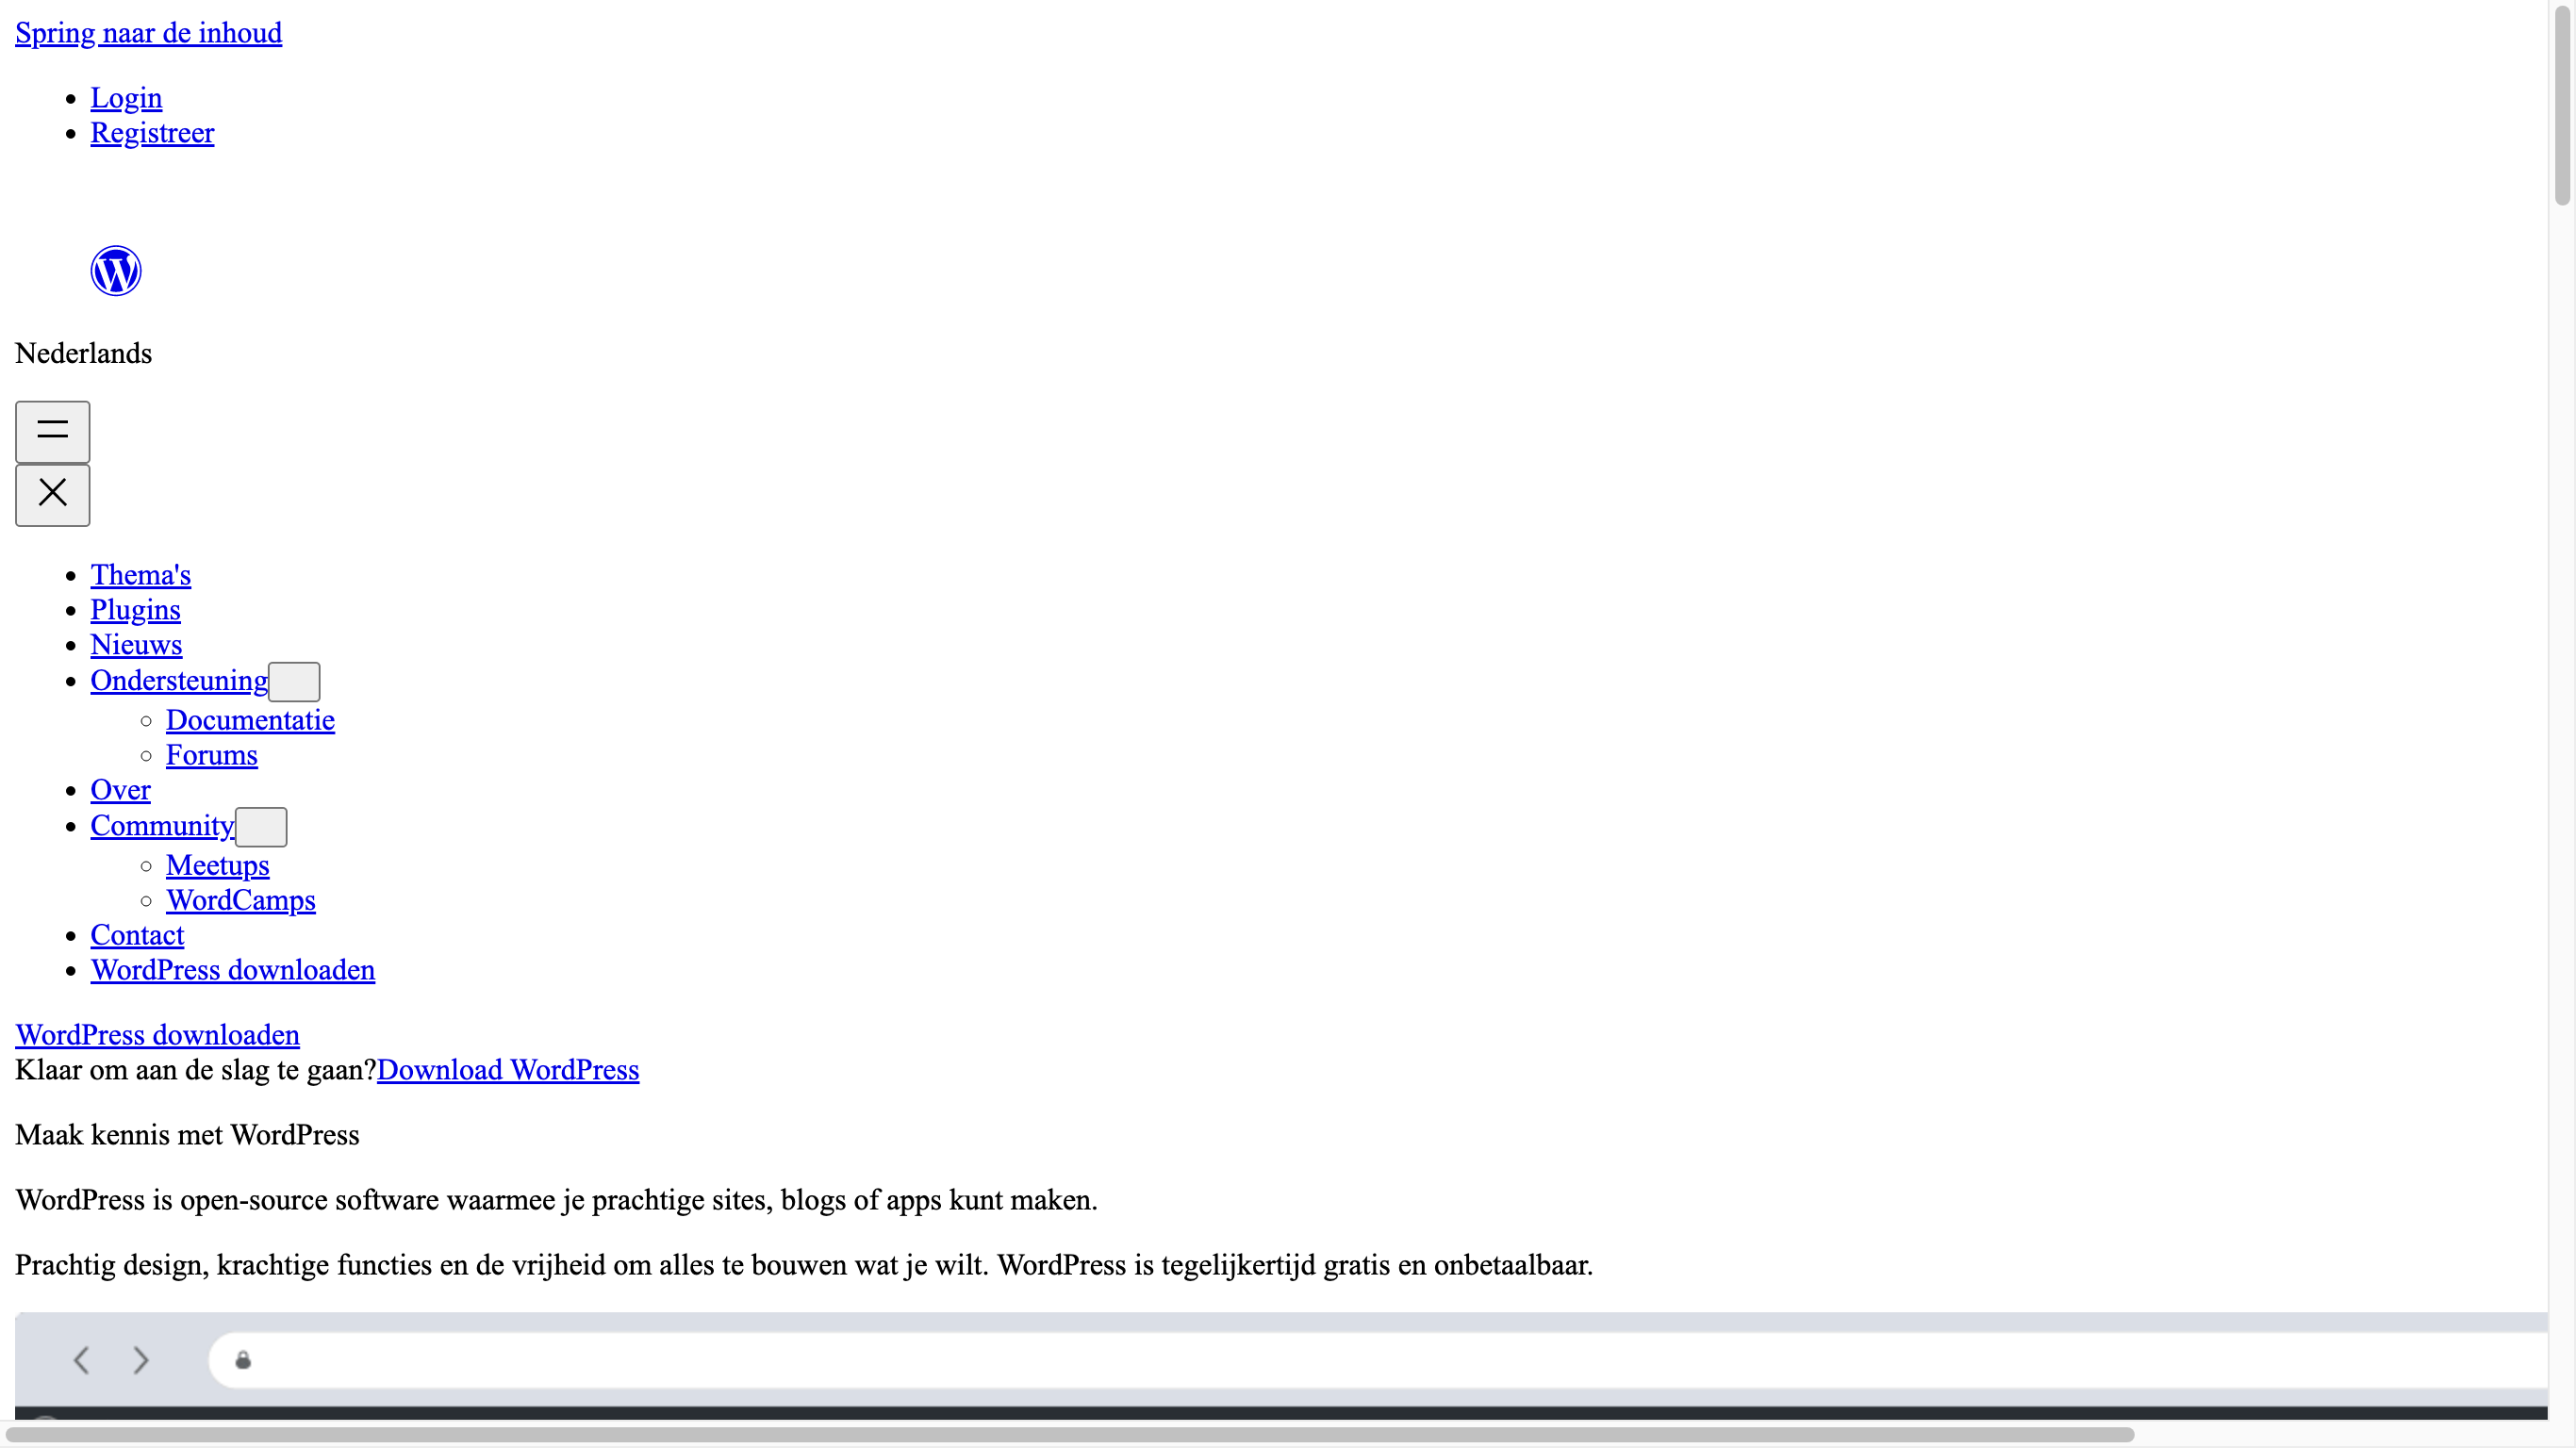 Spring naar de inhoud
Login
Registreer
Nederlands
Thema's
Plugins
Nieuws
Ondersteuning
Documentatie
Forums
Over
Community
Meetups
WordCamps
Contact
WordPress downloaden
WordPress downloaden
Klaar om aan de slag te gaan?Download WordPress
Maak kennis met WordPress
WordPress is open-source software waarmee je prachtige sites, blogs of apps kunt maken.
Prachtig design, krachtige functies en de vrijheid om alles te bouwen wat je wilt. WordPress is tegelijkertijd gratis en onbetaalbaar.